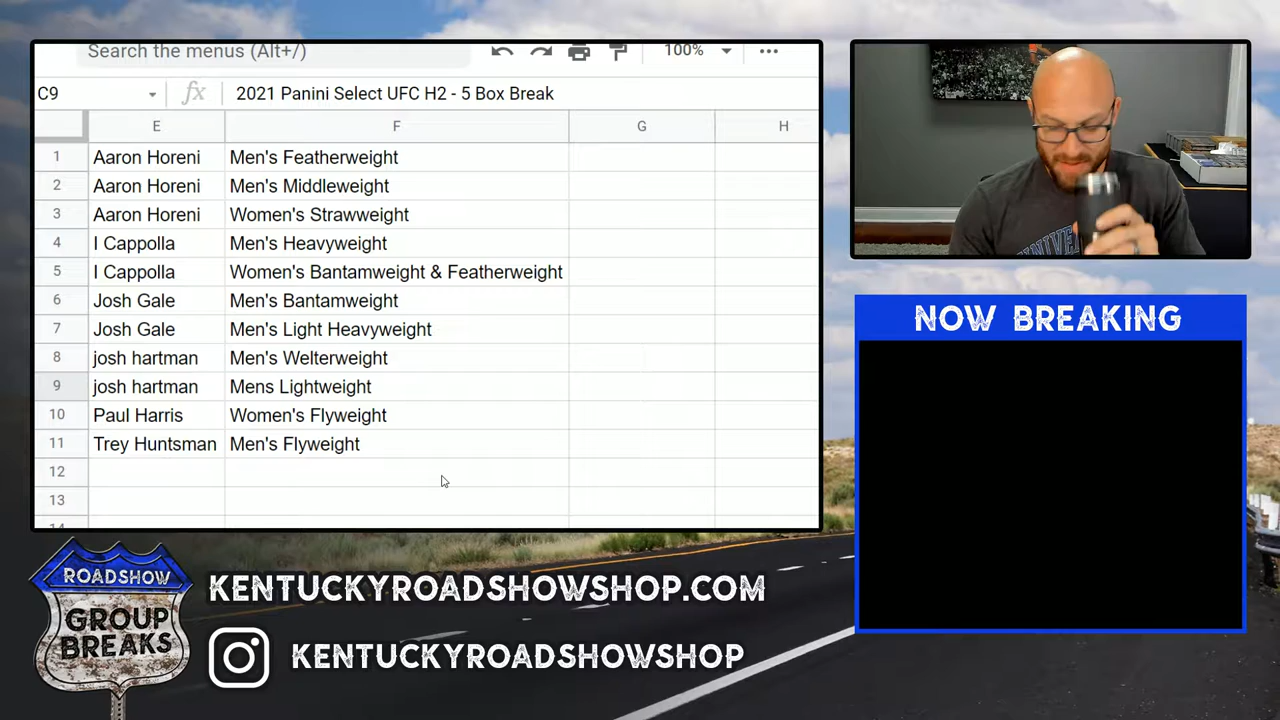 Search the menus (Alt+/)
100%
C9
fx
2021 Panini Select UFC H2 - 5 Box Break
E F G H
1 Aaron Horeni Men's Featherweight
2 Aaron Horeni Men's Middleweight
3 Aaron Horeni Women's Strawweight
4 I Cappolla Men's Heavyweight
5 I Cappolla Women's Bantamweight & Featherweight
6 Josh Gale Men's Bantamweight
7 Josh Gale Men's Light Heavyweight
8 josh hartman Men's Welterweight
9 josh hartman Mens Lightweight
10 Paul Harris Women's Flyweight
11 Trey Huntsman Men's Flyweight
12
13
NOW BREAKING
ROADSHOW
GROUP
BREAKS
KENTUCKYROADSHOWSHOP.COM
KENTUCKYROADSHOWSHOP